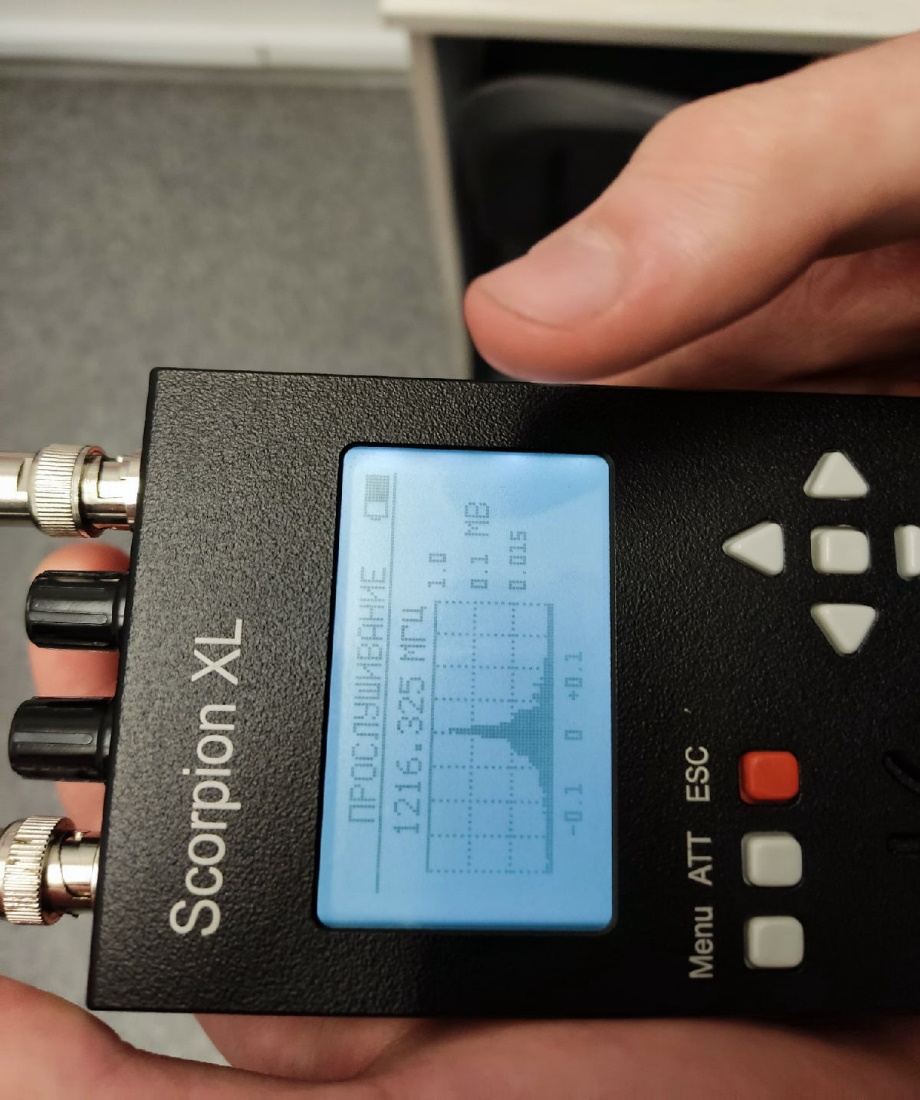 Scorpion XL
ПРОСЛУШИВАНИЕ
1216.325 МГЦ
1.0
0.1 МВ
0.015
-0.1 0 +0.1
Menu ATT ESC